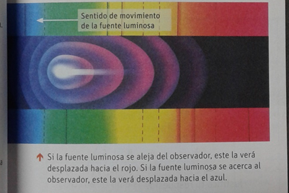 Sentido de movimiento
de la fuente luminosa
Si la fuente luminosa se aleja del observador, este la verá
desplazada hacia el rojo. Si la fuente luminosa se acerca al
observador, este la verá desplazada hacia el azul.